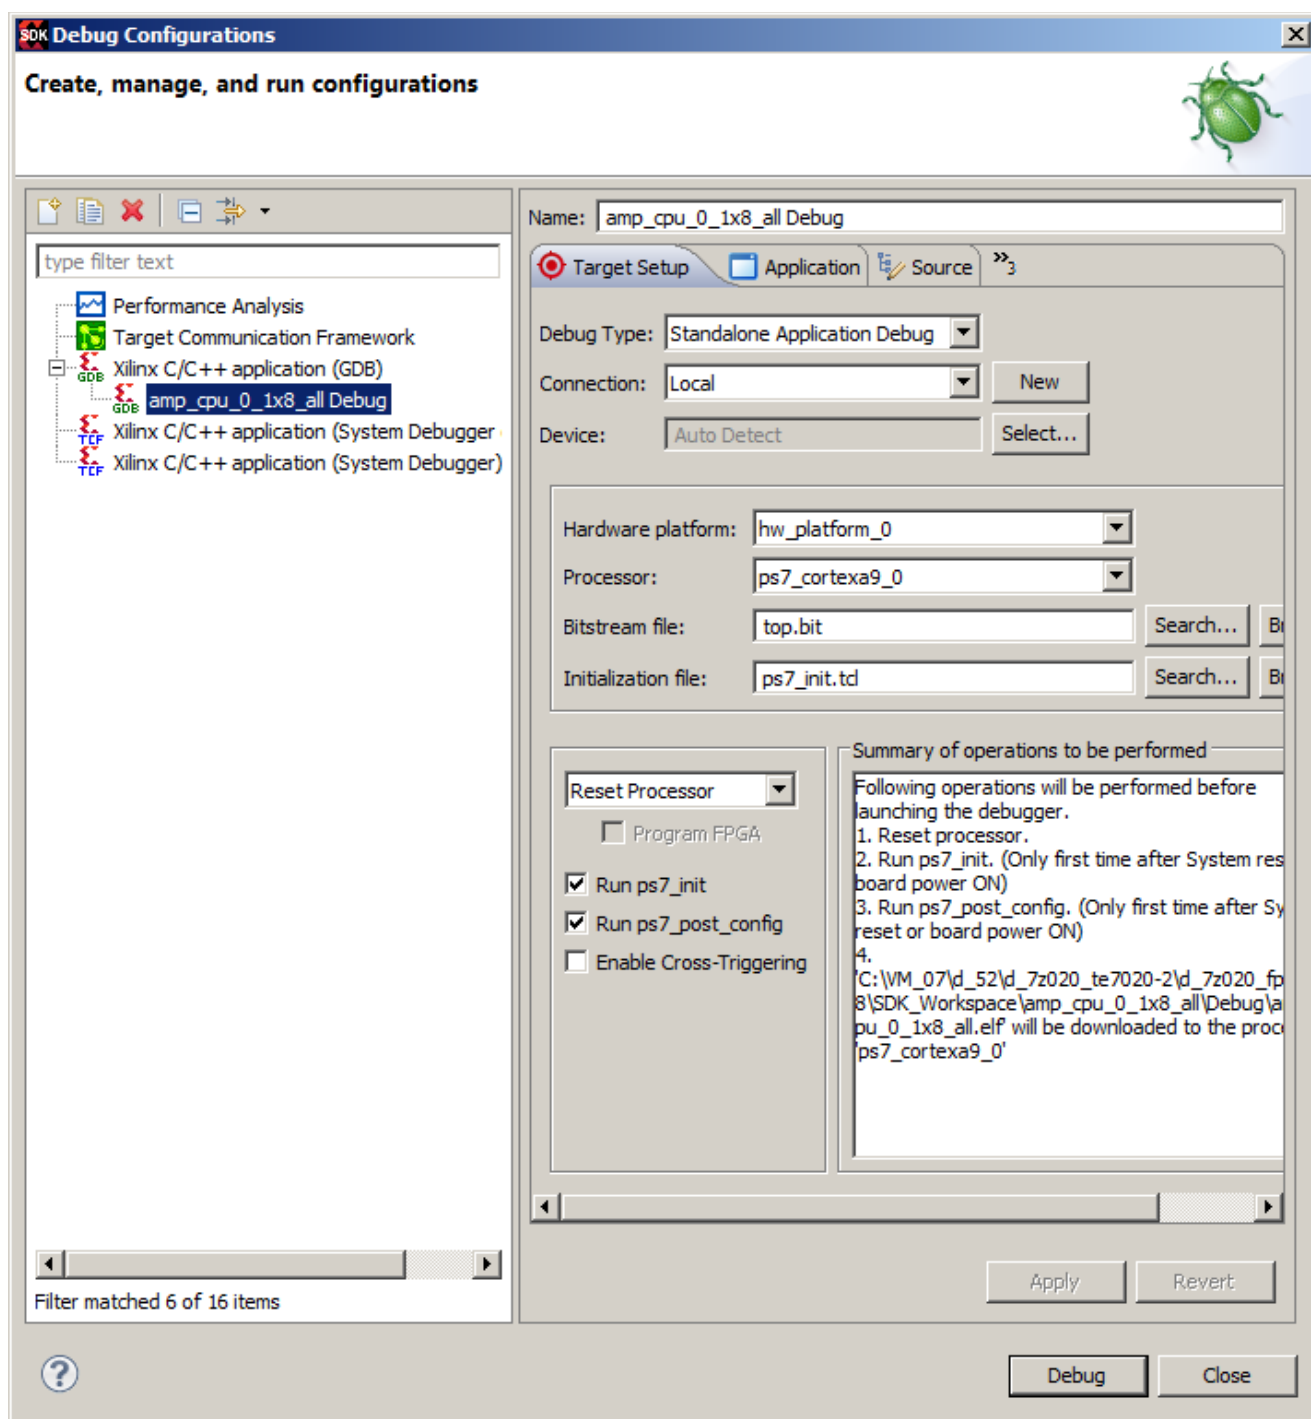 SDK Debug Configurations
Create, manage, and run configurations
type filter text
Performance Analysis
Target Communication Framework
GDB Xilinx C/C++ application (GDB)
GDB amp_cpu_0_1x8_all Debug
TCF Xilinx C/C++ application (System Debugger
TCF Xilinx C/C++ application (System Debugger)
Filter matched 6 of 16 items
Name: amp_cpu_0_1x8_all Debug
Target Setup Application Source »3
Debug Type: Standalone Application Debug
Connection: Local New
Device: Auto Detect Select...
Hardware platform: hw_platform_0
Processor: ps7_cortexa9_0
Bitstream file: top.bit Search...
Initialization file: ps7_init.tcl Search...
Reset Processor
Program FPGA
Run ps7_init
Run ps7_post_config
Enable Cross-Triggering
Summary of operations to be performed
Following operations will be performed before
launching the debugger.
1. Reset processor.
2. Run ps7_init. (Only first time after System res
board power ON)
3. Run ps7_post_config. (Only first time after Sy
reset or board power ON)
4.
'C:\VM_07\d_52\d_7z020_te7020-2\d_7z020_fp
8\SDK_Workspace\amp_cpu_0_1x8_all\Debug\a
pu_0_1x8_all.elf' will be downloaded to the proc
'ps7_cortexa9_0'
Apply Revert
? Debug Close